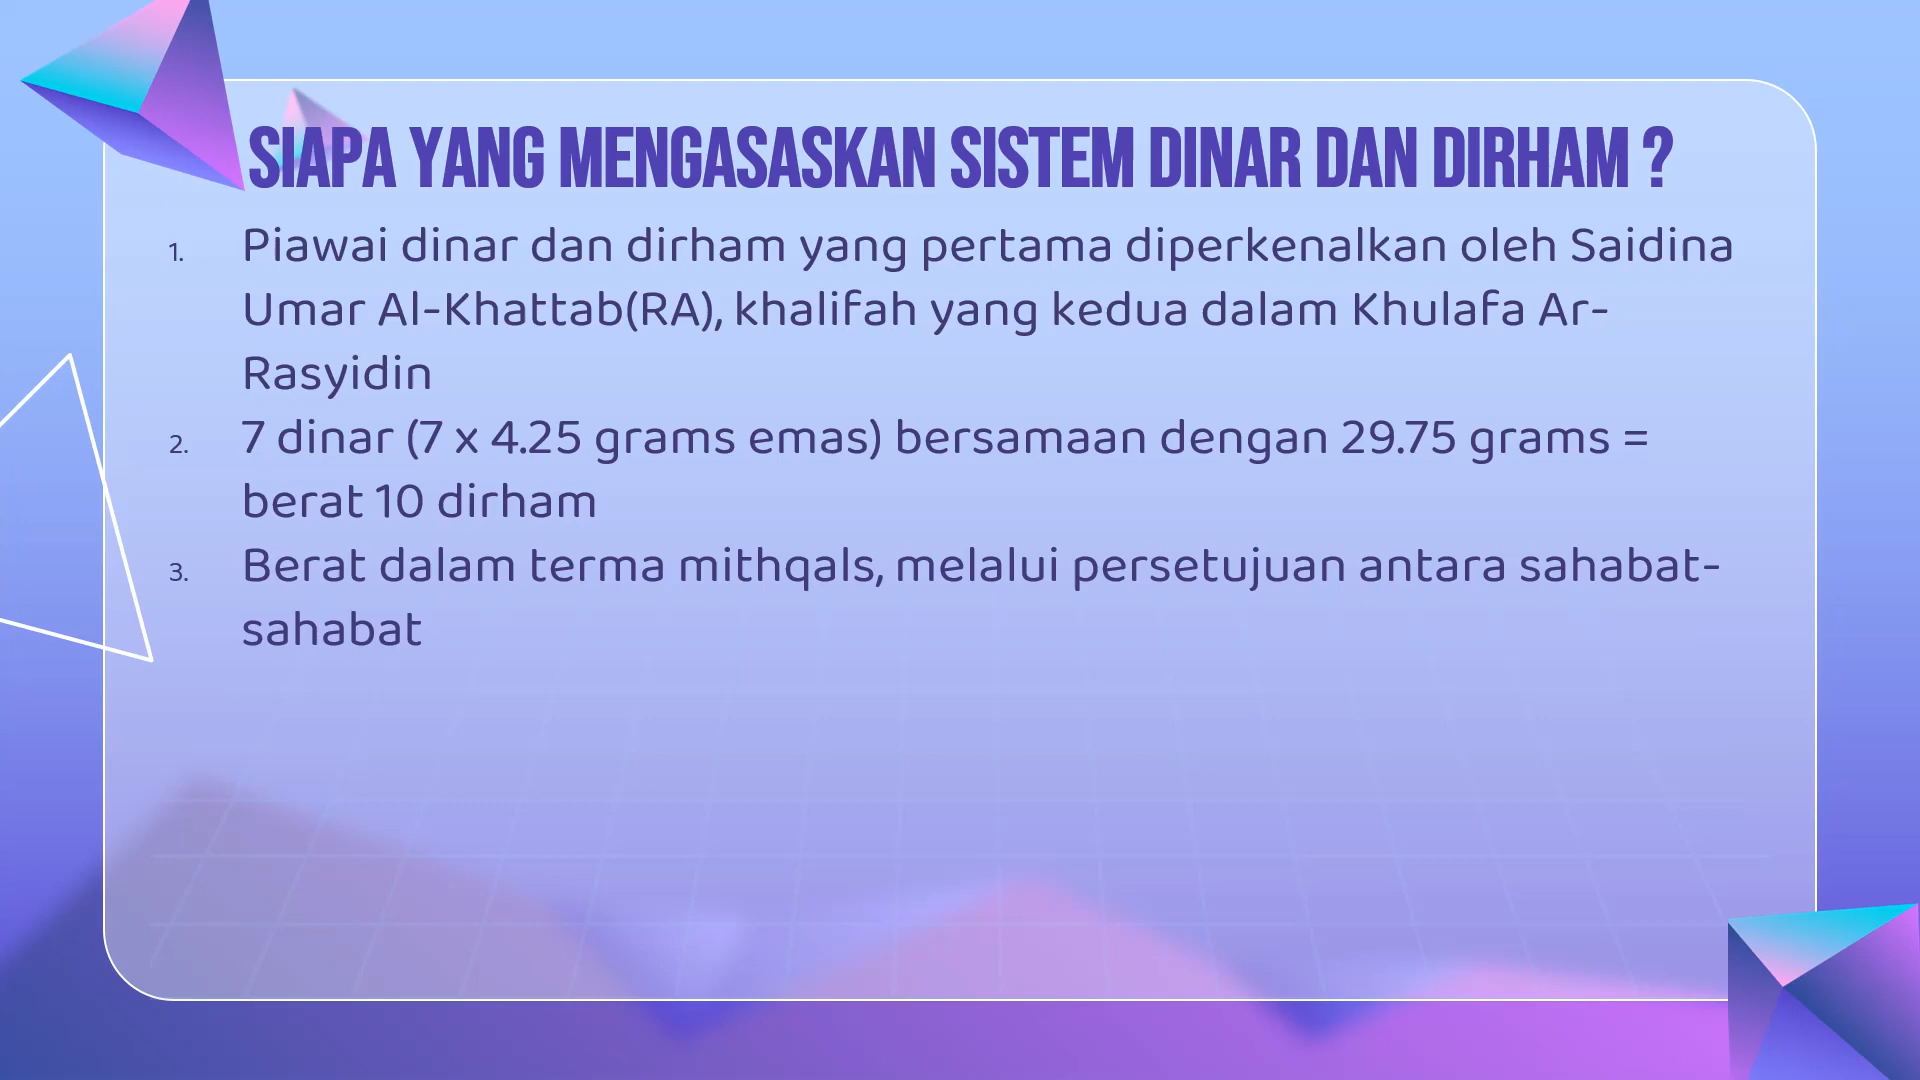 SIAPA YANG MENGASASKAN SISTEM DINAR DAN DIRHAM ?
1. Piawai dinar dan dirham yang pertama diperkenalkan oleh Saidina
Umar Al-Khattab(RA), khalifah yang kedua dalam Khulafa Ar-
Rasyidin
2. 7 dinar (7 x 4.25 grams emas) bersamaan dengan 29.75 grams =
berat 10 dirham
3. Berat dalam terma mithqals, melalui persetujuan antara sahabat-
sahabat